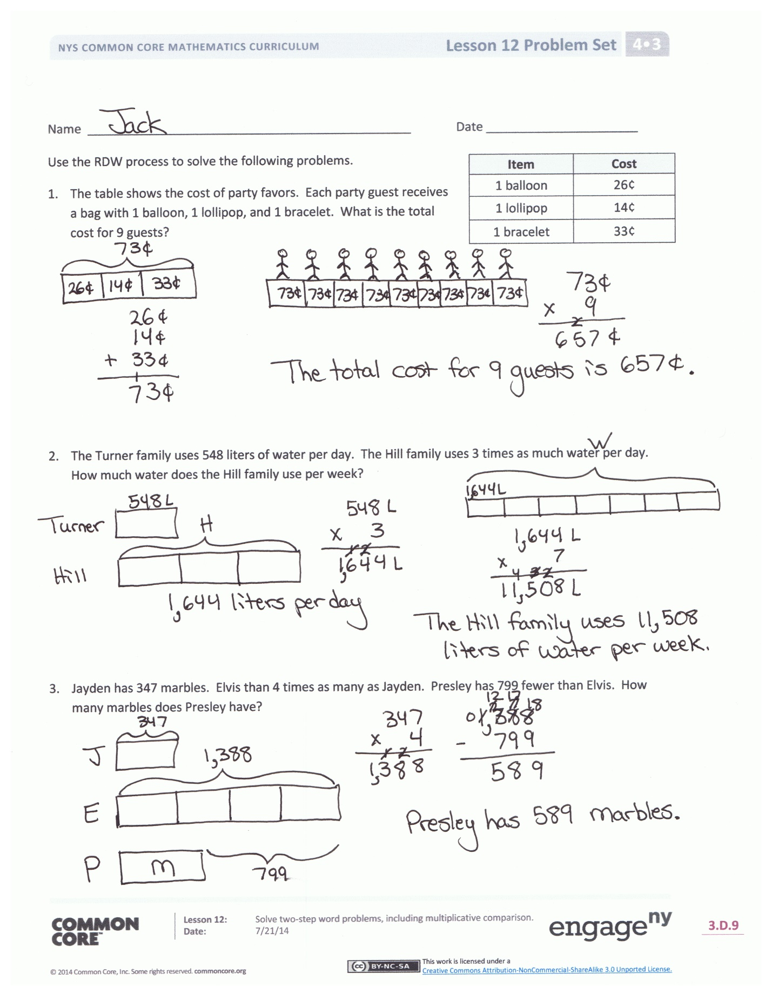 NYS COMMON CORE MATHEMATICS CURRICULUM Lesson 12 Problem Set 4•3
Name Jack Date
Use the RDW process to solve the following problems.
Item Cost
1 balloon 26¢
1 lollipop 14¢
1 bracelet 33¢
1. The table shows the cost of party favors. Each party guest receives
a bag with 1 balloon, 1 lollipop, and 1 bracelet. What is the total
cost for 9 guests?
73¢
26¢ 14¢ 33¢
26¢
14¢
+ 33¢
1
73¢
73¢ 73¢ 73¢ 73¢ 73¢ 73¢ 73¢ 73¢ 73¢
73¢
x 9
2
657¢
The total cost for 9 guests is 657¢.
2. The Turner family uses 548 liters of water per day. The Hill family uses 3 times as much water per day.
How much water does the Hill family use per week?
548 L
Turner
H
Hill
1,644 liters per day
548 L
x 3
1 2
1,644 L
W
1,644 L
1,644 L
x 7
4 3 2
11,508 L
The Hill family uses 11,508
liters of water per week.
3. Jayden has 347 marbles. Elvis than 4 times as many as Jayden. Presley has 799 fewer than Elvis. How
many marbles does Presley have?
347
J
1,388
E
P m
799
347
x 4
1 2
1,388
12 17
2 7 18
0 1,388
- 799
589
Presley has 589 marbles.
COMMON
CORE™
Lesson 12: Solve two-step word problems, including multiplicative comparison.
Date: 7/21/14
engageny
3.D.9
© 2014 Common Core, Inc. Some rights reserved. commoncore.org
cc BY-NC-SA
This work is licensed under a
Creative Commons Attribution-NonCommercial-ShareAlike 3.0 Unported License.